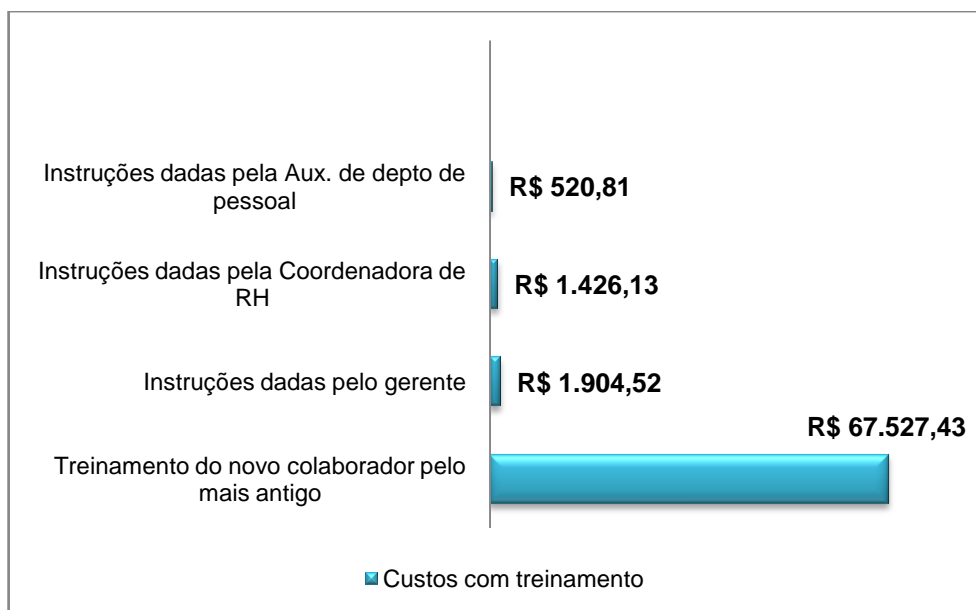 Instruções dadas pela Aux. de depto de
pessoal
R$ 520,81
Instruções dadas pela Coordenadora de
RH
R$ 1.426,13
Instruções dadas pelo gerente
R$ 1.904,52
Treinamento do novo colaborador pelo
mais antigo
R$ 67.527,43
Custos com treinamento